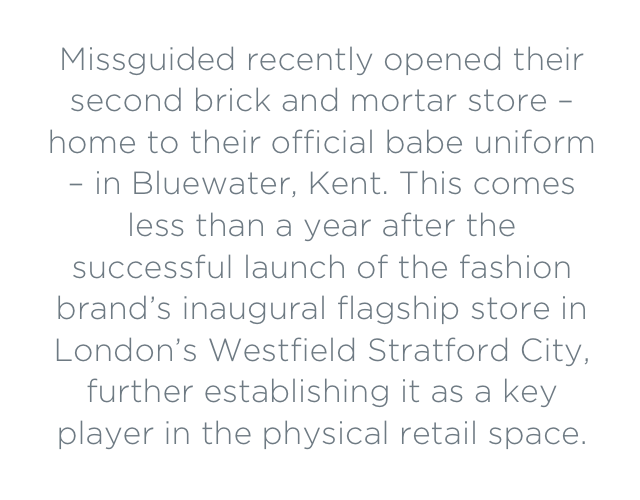 Missguided recently opened their
second brick and mortar store –
home to their official babe uniform
– in Bluewater, Kent. This comes
less than a year after the
successful launch of the fashion
brand’s inaugural flagship store in
London’s Westfield Stratford City,
further establishing it as a key
player in the physical retail space.